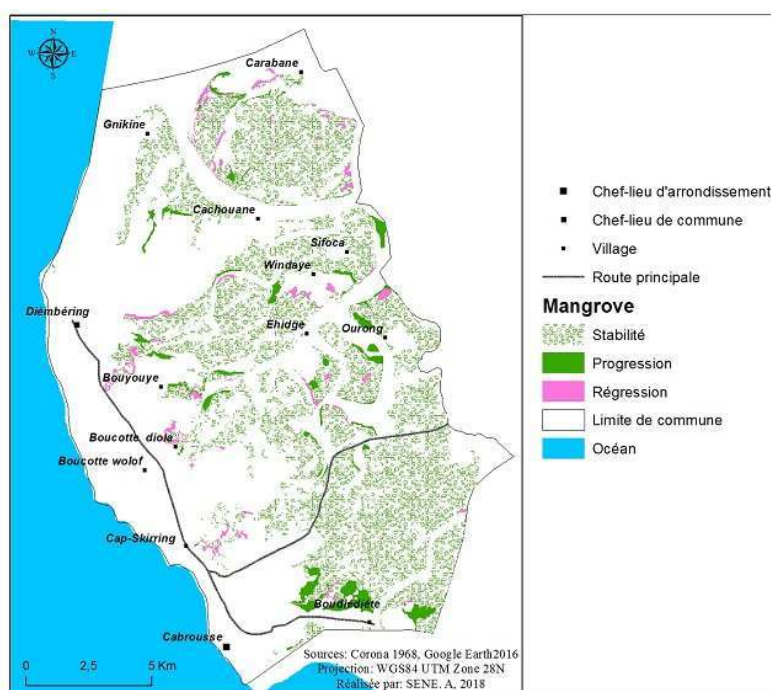 N
W E
S
Carabane
Gnikine
Cachouane
Sifoca
Windaye
Diémbéring
Ehidge
Ourong
Bouyouye
Boucotte diola
Boucotte wolof
Cap-Skirring
Boudiédiéte
Cabrousse
Sources: Corona 1968, Google Earth2016
Projection: WGS84 UTM Zone 28N
Réalisée par: SENE. A, 2018
0 2,5 5 Km
Chef-lieu d'arrondissement
Chef-lieu de commune
Village
Route principale
Mangrove
Stabilité
Progression
Régression
Limite de commune
Océan